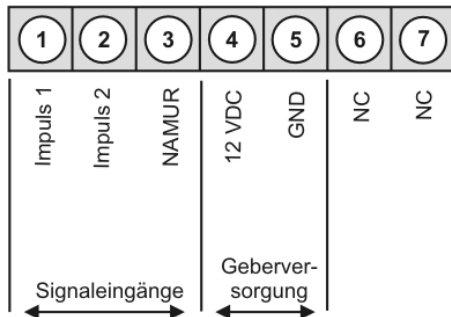 1 2 3 4 5 6 7
Impuls 1
Impuls 2
NAMUR
12 VDC
GND
NC
NC
Signaleingänge
Geberver-
sorgung